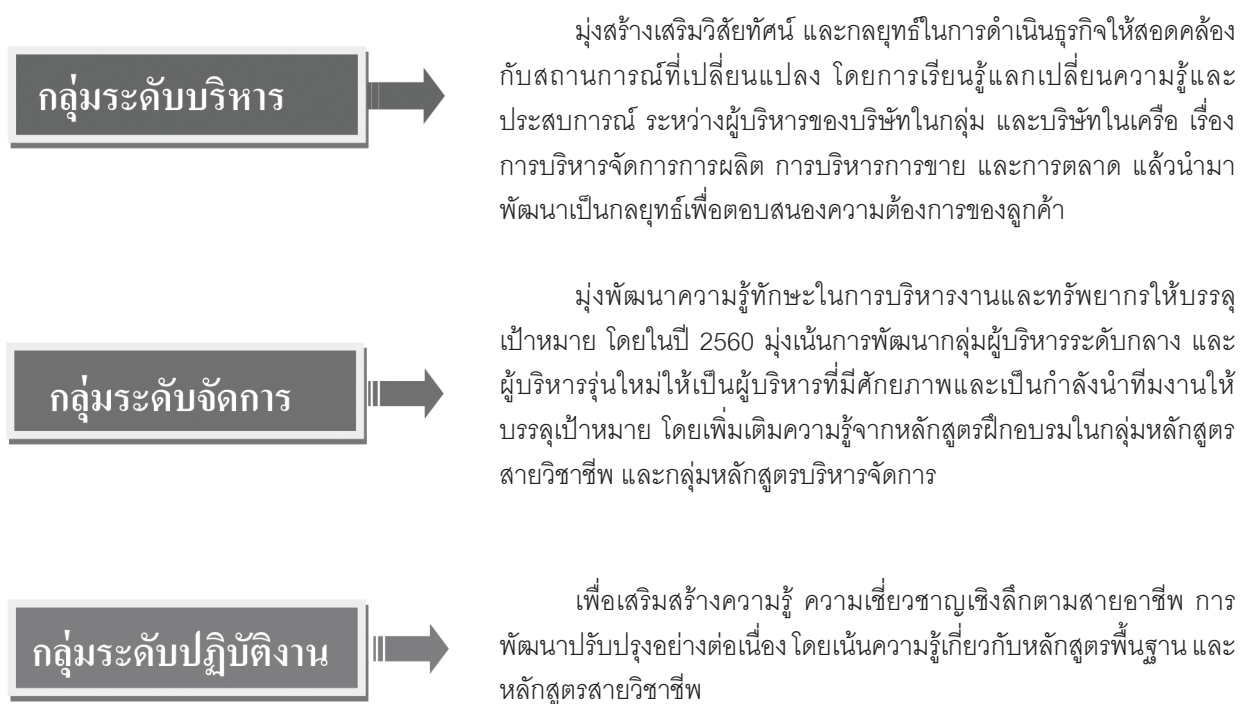 กลุ่มระดับบริหาร
มุ่งสร้างเสริมวิสัยทัศน์ และกลยุทธ์ในการดำเนินธุรกิจให้สอดคล้อง
กับสถานการณ์ที่เปลี่ยนแปลง โดยการเรียนรู้แลกเปลี่ยนความรู้และ
ประสบการณ์ ระหว่างผู้บริหารของบริษัทในกลุ่ม และบริษัทในเครือ เรื่อง
การบริหารจัดการการผลิต การบริหารการขาย และการตลาด แล้วนำมา
พัฒนาเป็นกลยุทธ์เพื่อตอบสนองความต้องการของลูกค้า
กลุ่มระดับจัดการ
มุ่งพัฒนาความรู้ทักษะในการบริหารงานและทรัพยากรให้บรรลุ
เป้าหมาย โดยในปี 2560 มุ่งเน้นการพัฒนากลุ่มผู้บริหารระดับกลาง และ
ผู้บริหารรุ่นใหม่ให้เป็นผู้บริหารที่มีศักยภาพและเป็นกำลังนำทีมงานให้
บรรลุเป้าหมาย โดยเพิ่มเติมความรู้จากหลักสูตรฝึกอบรมในกลุ่มหลักสูตร
สายวิชาชีพ และกลุ่มหลักสูตรบริหารจัดการ
กลุ่มระดับปฏิบัติงาน
เพื่อเสริมสร้างความรู้ ความเชี่ยวชาญเชิงลึกตามสายอาชีพ การ
พัฒนาปรับปรุงอย่างต่อเนื่อง โดยเน้นความรู้เกี่ยวกับหลักสูตรพื้นฐาน และ
หลักสูตรสายวิชาชีพ